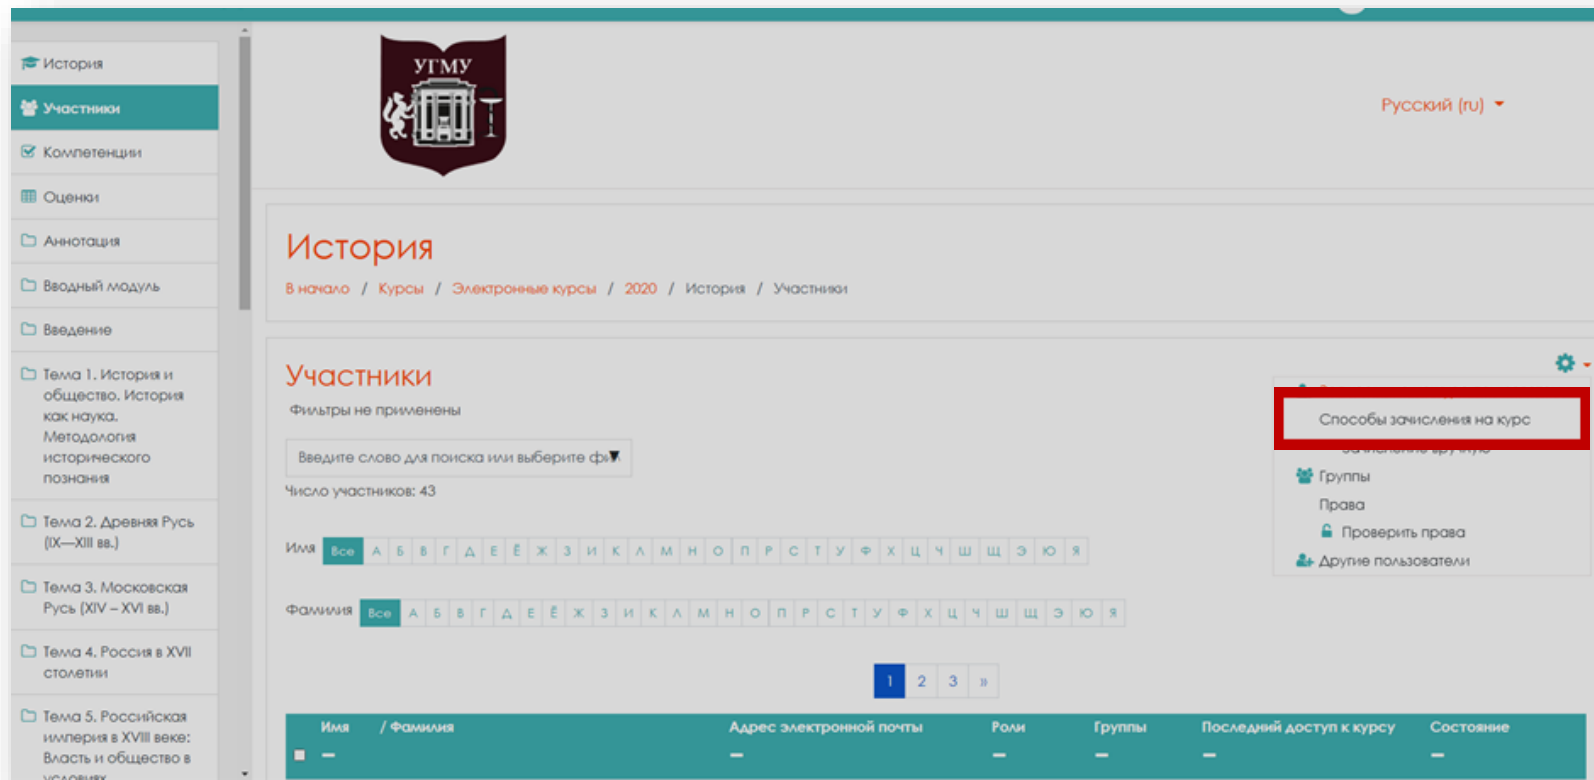 История
Участники
Компетенции
Оценки
Аннотация
Вводный модуль
Введение
Тема 1. История и
общество. История
как наука.
Методология
исторического
познания
Тема 2. Древняя Русь
(IX—XIII вв.)
Тема 3. Московская
Русь (XIV – XVI вв.)
Тема 4. Россия в XVII
столетии
Тема 5. Российская
империя в XVIII веке:
Власть и общество в
условиях
УГМУ
Русский (ru)
История
В начало / Курсы / Электронные курсы / 2020 / История / Участники
Участники
Фильтры не применены
Введите слово для поиска или выберите
Число участников: 43
Способы зачисления на курс
Зачисление вручную
Группы
Права
Проверить права
Другие пользователи
Имя Все А Б В Г Д Е Ё Ж З И К Л М Н О П Р С Т У Ф Х Ц Ч Ш Щ Э Ю Я
Фамилия Все А Б В Г Д Е Ё Ж З И К Л М Н О П Р С Т У Ф Х Ц Ч Ш Щ Э Ю Я
1 2 3 »
Имя / Фамилия Адрес электронной почты Роли Группы Последний доступ к курсу Состояние